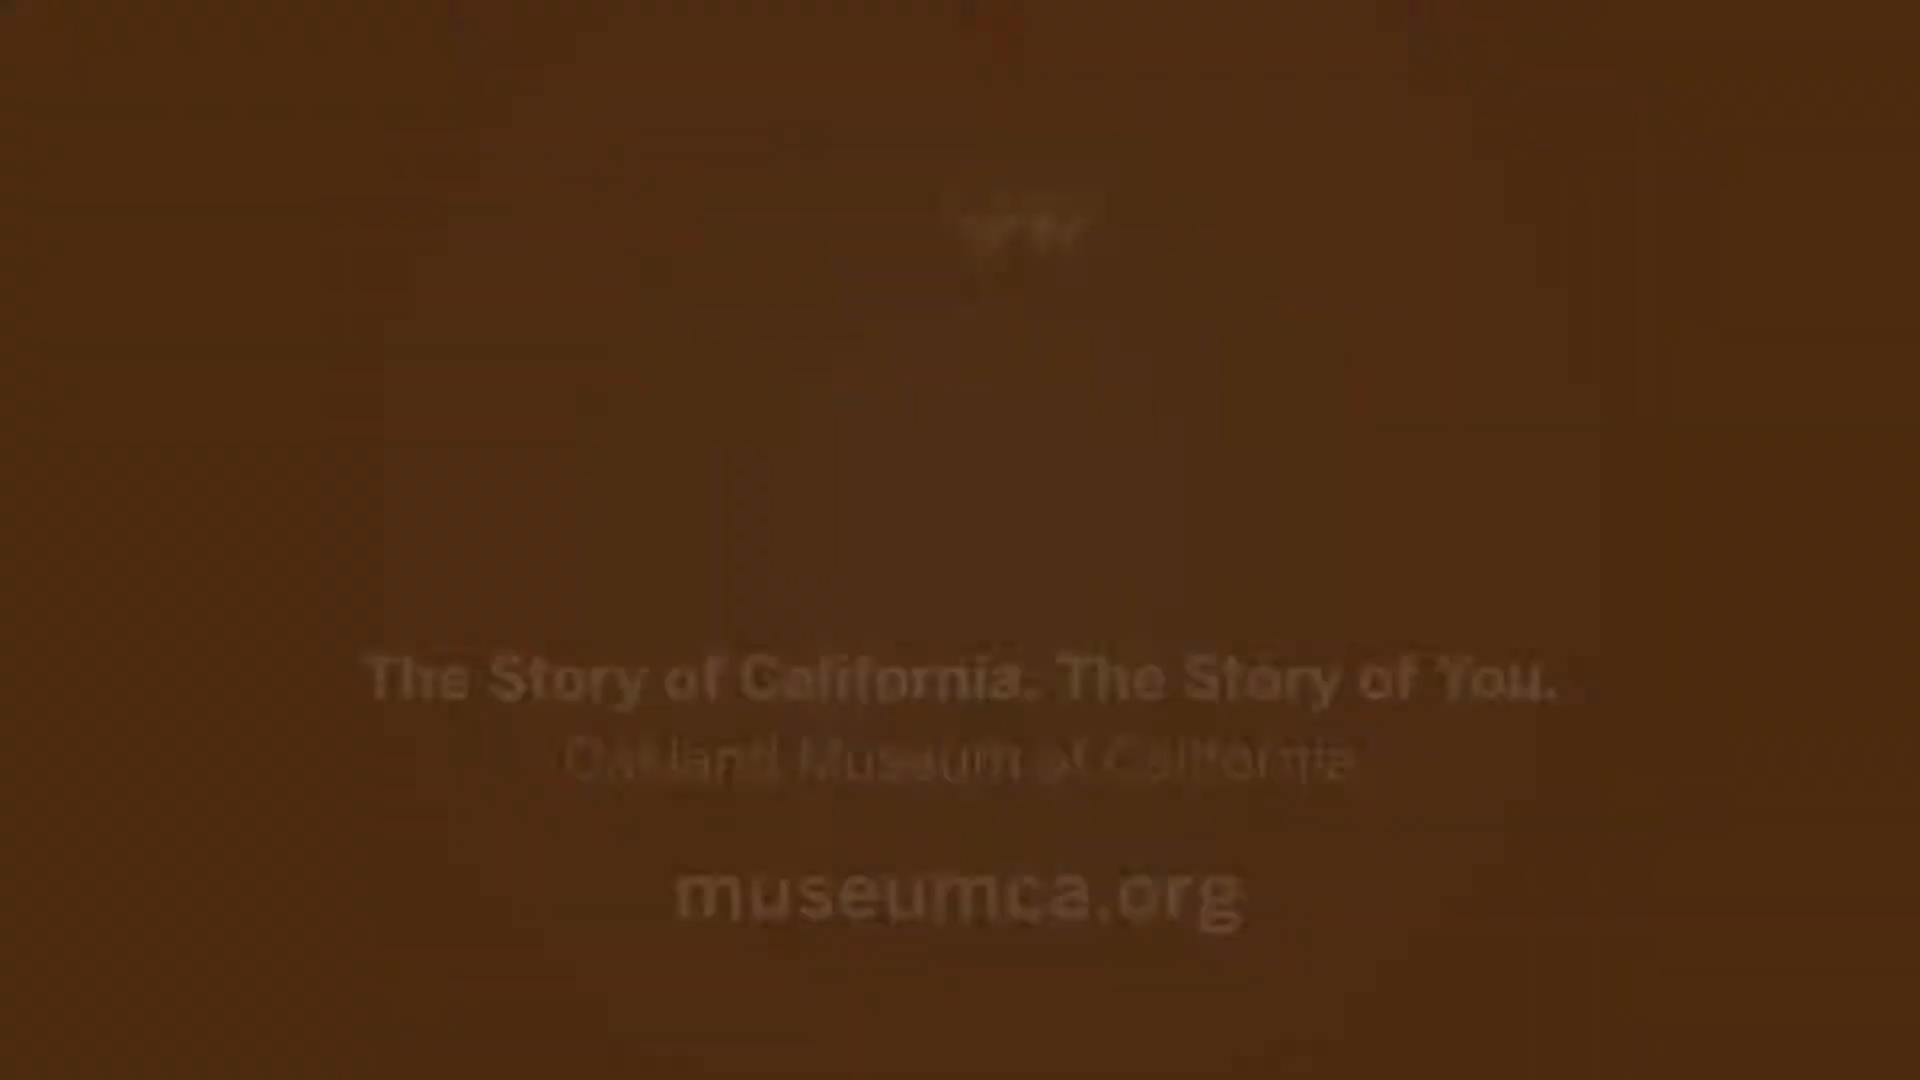 The Story of California. The Story of You.
Oakland Museum of California
museumca.org